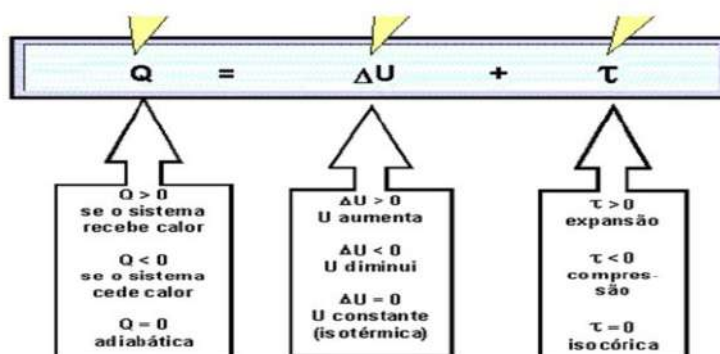 Q = ΔU + τ
Q > 0
se o sistema
recebe calor
Q < 0
se o sistema
cede calor
Q = 0
adiabática
ΔU > 0
U aumenta
ΔU < 0
U diminui
ΔU = 0
U constante
(isotérmica)
τ > 0
expansão
τ < 0
compres-
são
τ = 0
isocórica